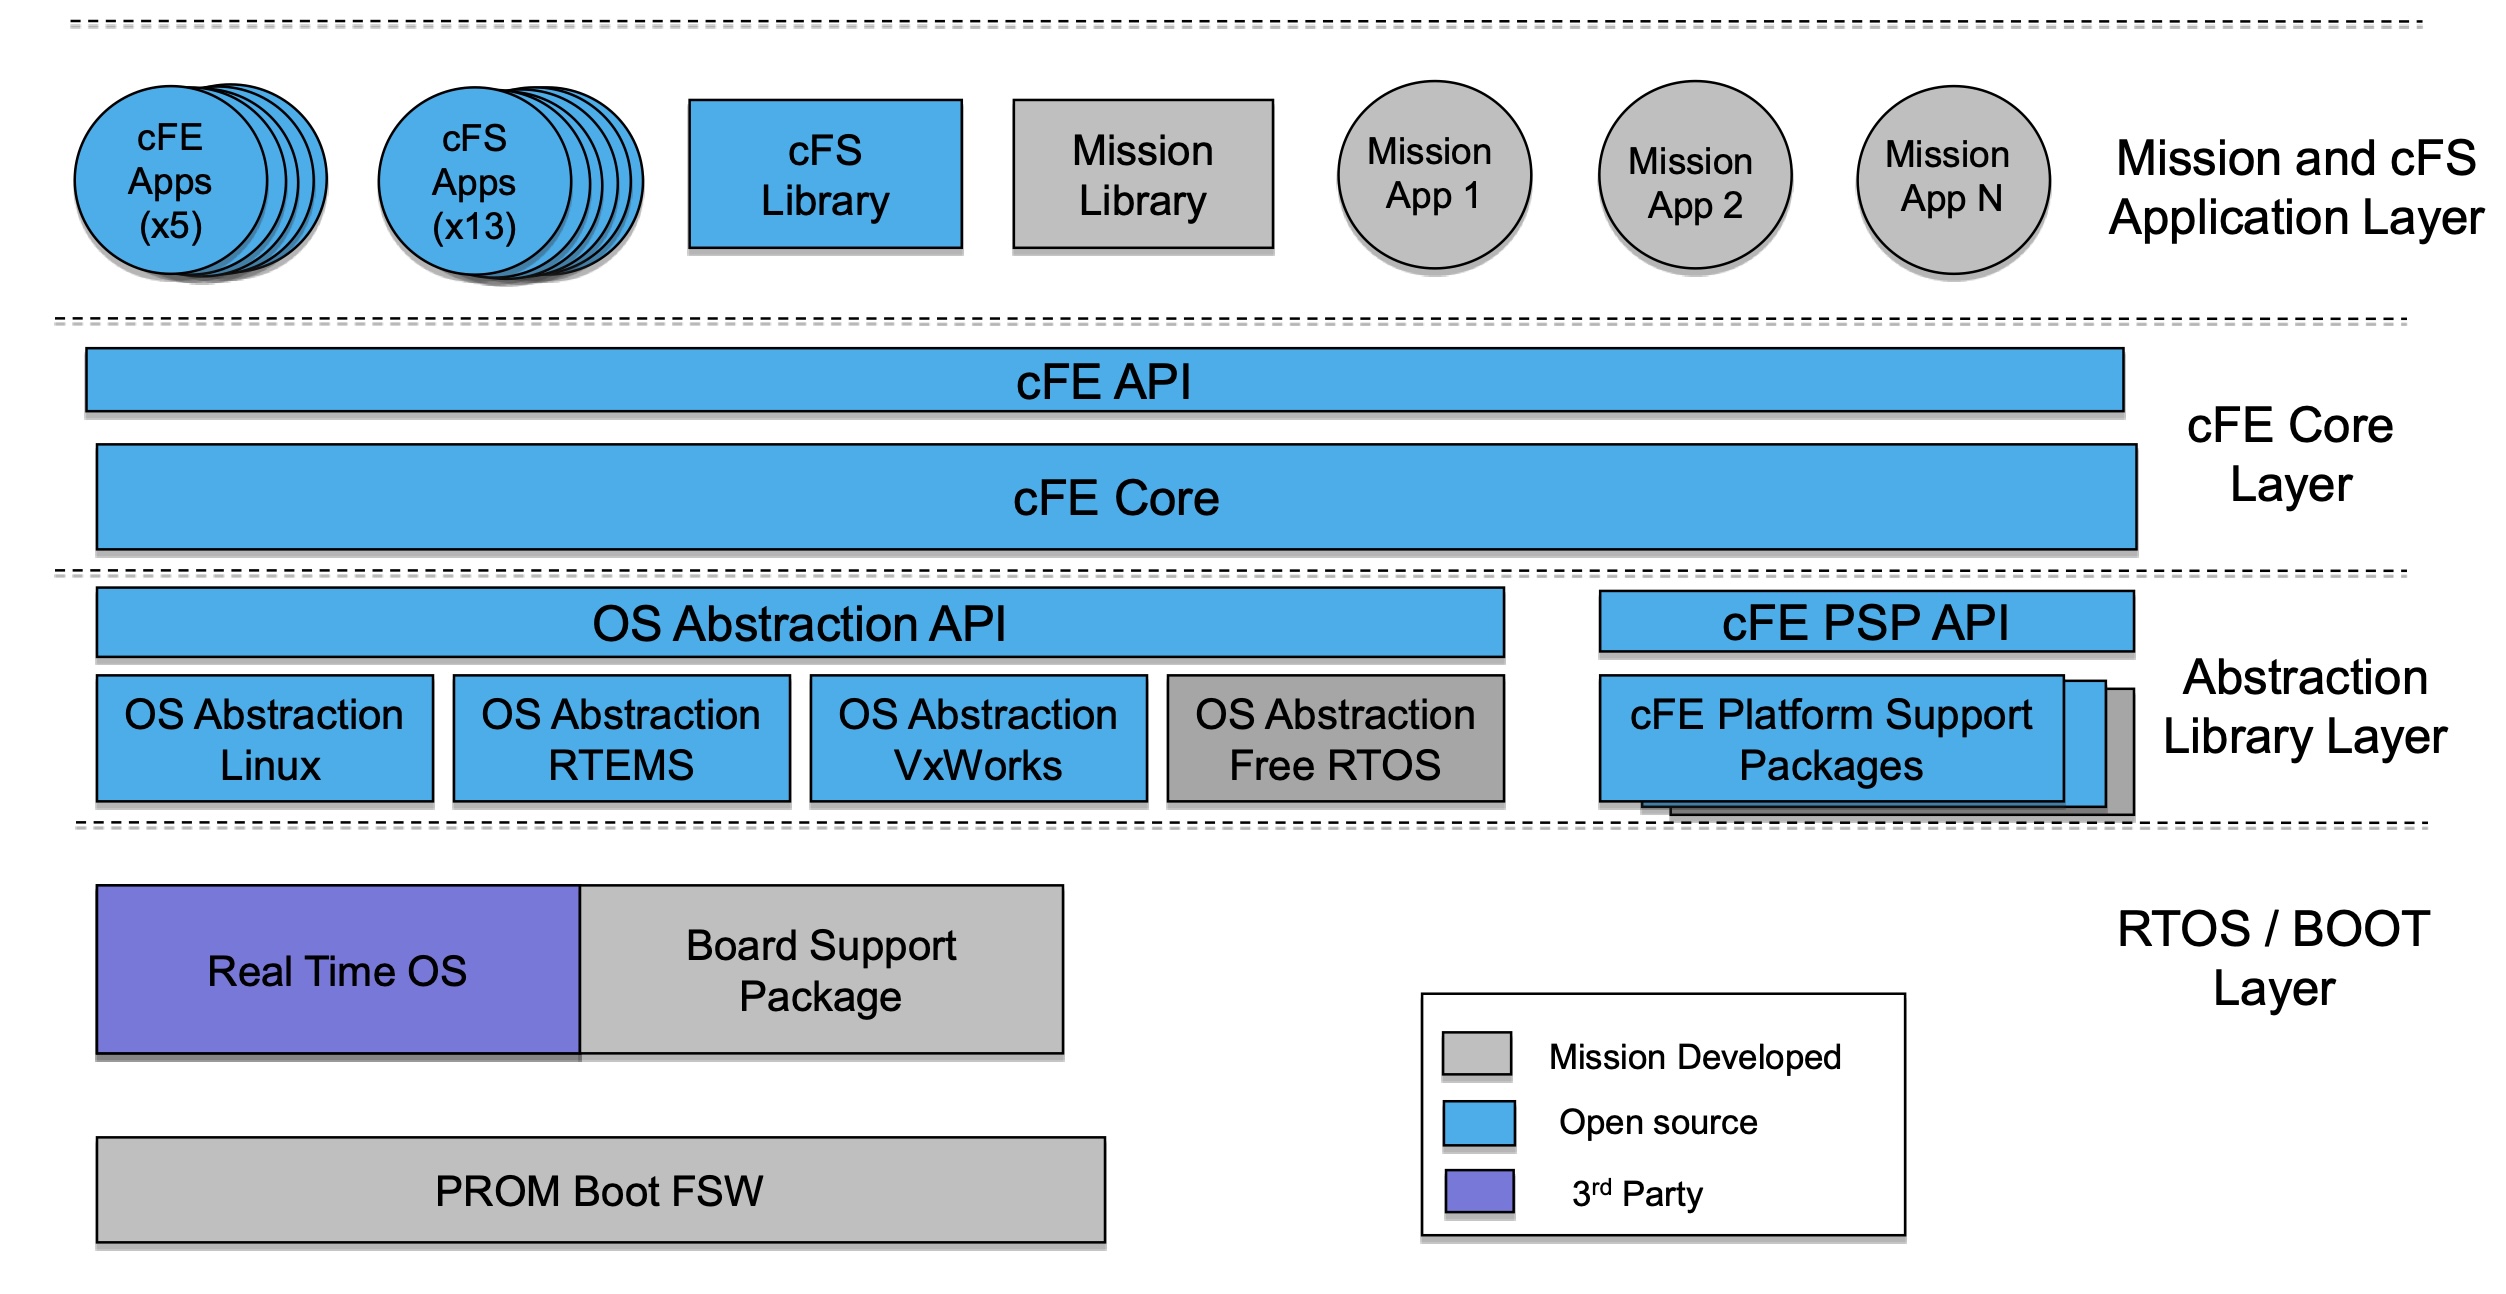 cFE
Apps
(x5)
cFS
Apps
(x13)
cFS
Library
Mission
Library
Mission
App 1
Mission
App 2
Mission
App N
Mission and cFS
Application Layer
cFE API
cFE Core
cFE Core
Layer
OS Abstraction API
cFE PSP API
OS Abstraction
Linux
OS Abstraction
RTEMS
OS Abstraction
VxWorks
OS Abstraction
Free RTOS
cFE Platform Support
Packages
Abstraction
Library Layer
Real Time OS
Board Support
Package
RTOS / BOOT
Layer
PROM Boot FSW
Mission Developed
Open source
3rd Party